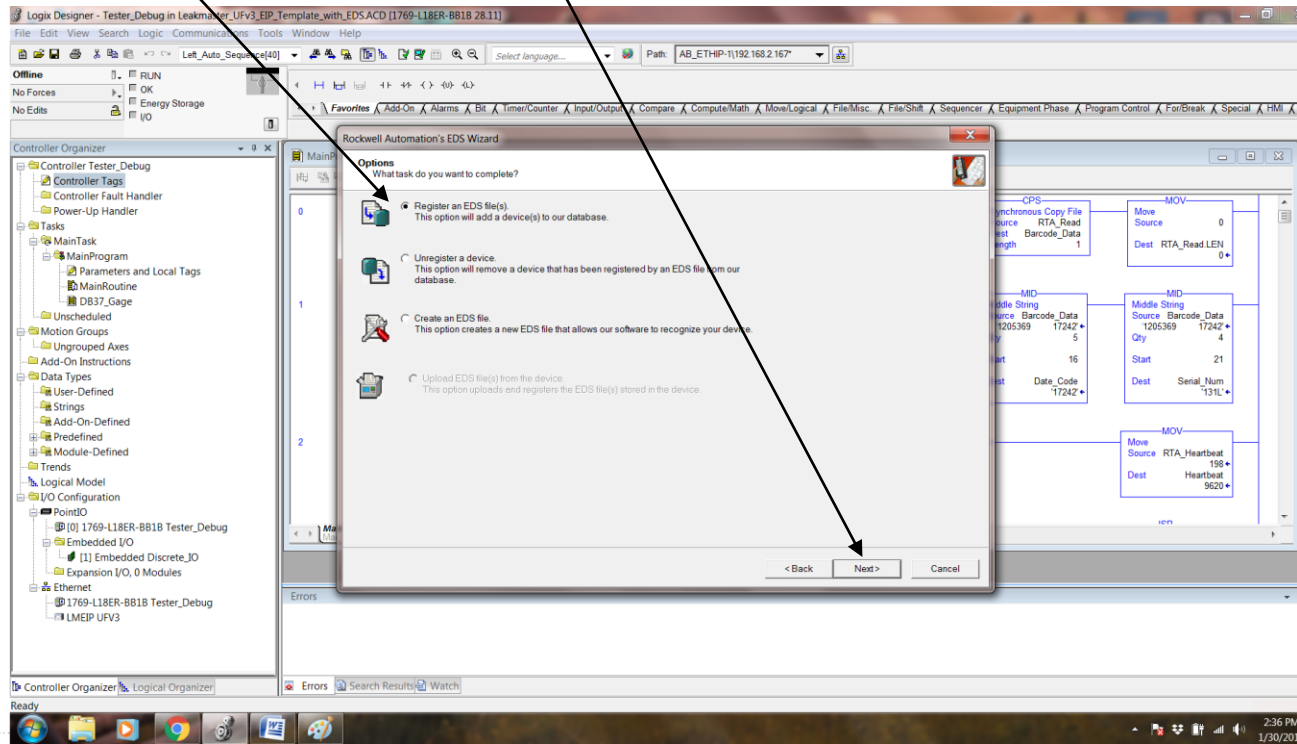 Logix Designer - Tester_Debug in Leakmaster_UFv3_EIP_Template_with_EDS.ACD [1769-L18ER-BB1B 28.11]
File Edit View Search Logic Communications Tools Window Help
Left_Auto_Sequence[40]
Select language...
Path: AB_ETHIP-1\192.168.2.167*
Offline
RUN
No Forces
OK
No Edits
Energy Storage
I/O
Favorites Add-On Alarms Bit Timer/Counter Input/Output Compare Compute/Math Move/Logical File/Misc. File/Shift Sequencer Equipment Phase Program Control For/Break Special HMI
Controller Organizer
Controller Tester_Debug
Controller Tags
Controller Fault Handler
Power-Up Handler
Tasks
MainTask
MainProgram
Parameters and Local Tags
MainRoutine
DB37_Gage
Unscheduled
Motion Groups
Ungrouped Axes
Add-On Instructions
Data Types
User-Defined
Strings
Add-On-Defined
Predefined
Module-Defined
Trends
Logical Model
I/O Configuration
PointIO
[0] 1769-L18ER-BB1B Tester_Debug
Embedded I/O
[1] Embedded Discrete_IO
Expansion I/O, 0 Modules
Ethernet
1769-L18ER-BB1B Tester_Debug
LMEIP UFV3
Controller Organizer Logical Organizer
MainP
0
1
2
Rockwell Automation's EDS Wizard
Options
What task do you want to complete?
Register an EDS file(s).
This option will add a device(s) to our database.
Unregister a device.
This option will remove a device that has been registered by an EDS file from our
database.
Create an EDS file.
This option creates a new EDS file that allows our software to recognize your device.
Upload EDS file(s) from the device.
This option uploads and registers the EDS file(s) stored in the device.
<Back Next> Cancel
CPS
ynchronous Copy File
ource RTA_Read
est Barcode_Data
ength 1
MOV
Move
Source 0
Dest RTA_Read.LEN
0
MID
ddle String
urce Barcode_Data
'1205369 17242'
y 5
art 16
est Date_Code
'17242'
MID
Middle String
Source Barcode_Data
'1205369 17242'
Qty 4
Start 21
Dest Serial_Num
'131L'
MOV
Move
Source RTA_Heartbeat
198
Dest Heartbeat
9620
Errors
Errors Search Results Watch
Ready
2:36 PM
1/30/201